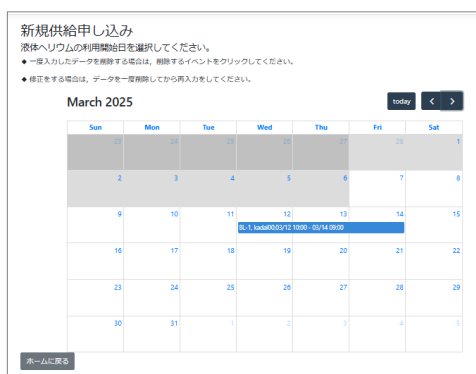 新規供給申し込み
液体ヘリウムの利用開始日を選択してください。
◆ 一度入力したデータを削除する場合は，削除するイベントをクリックしてください。
◆ 修正をする場合は，データを一度削除してから再入力をしてください。
March 2025 today < >
Sun Mon Tue Wed Thu Fri Sat
23 24 25 26 27 28 1
2 3 4 5 6 7 8
9 10 11 12 13 14 15
BL-1, kadai00;03/12 10:00 - 03/14 09:00
16 17 18 19 20 21 22
23 24 25 26 27 28 29
30 31 1 2 3 4 5
ホームに戻る